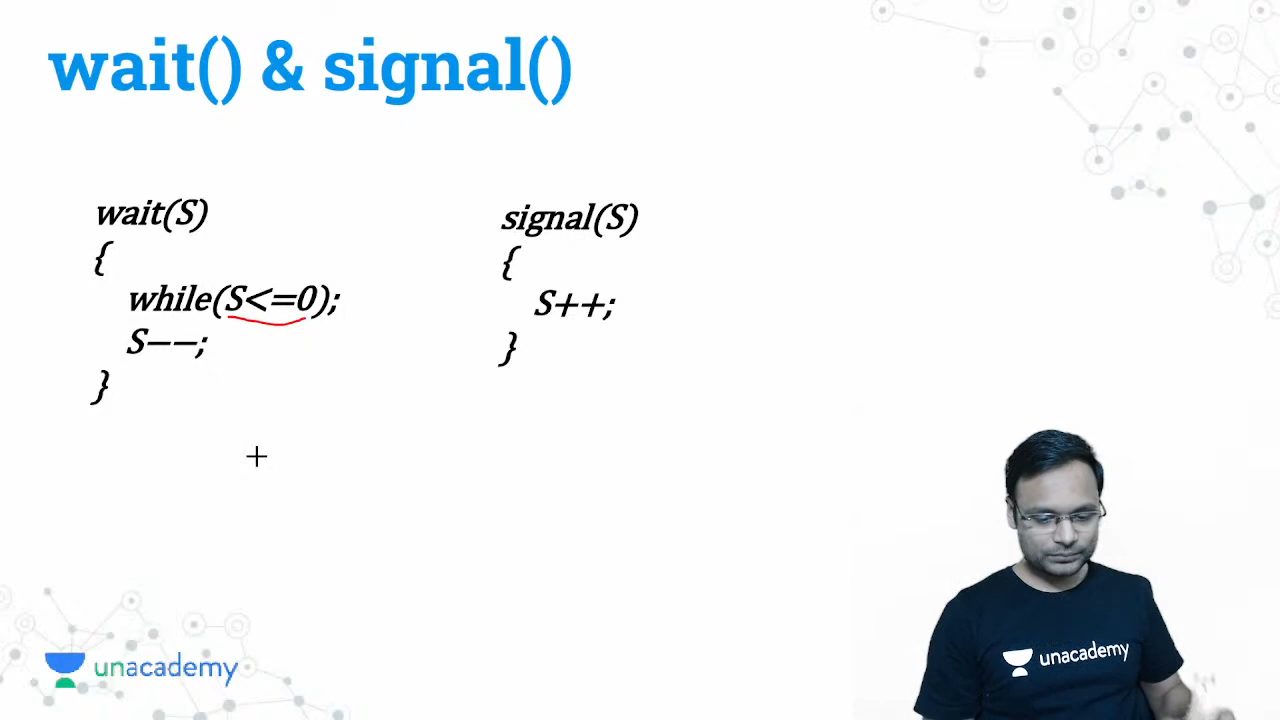 wait() & signal()
wait(S)
{
while(S<=0);
S−−;
}
signal(S)
{
S++;
}
unacademy
unacademy